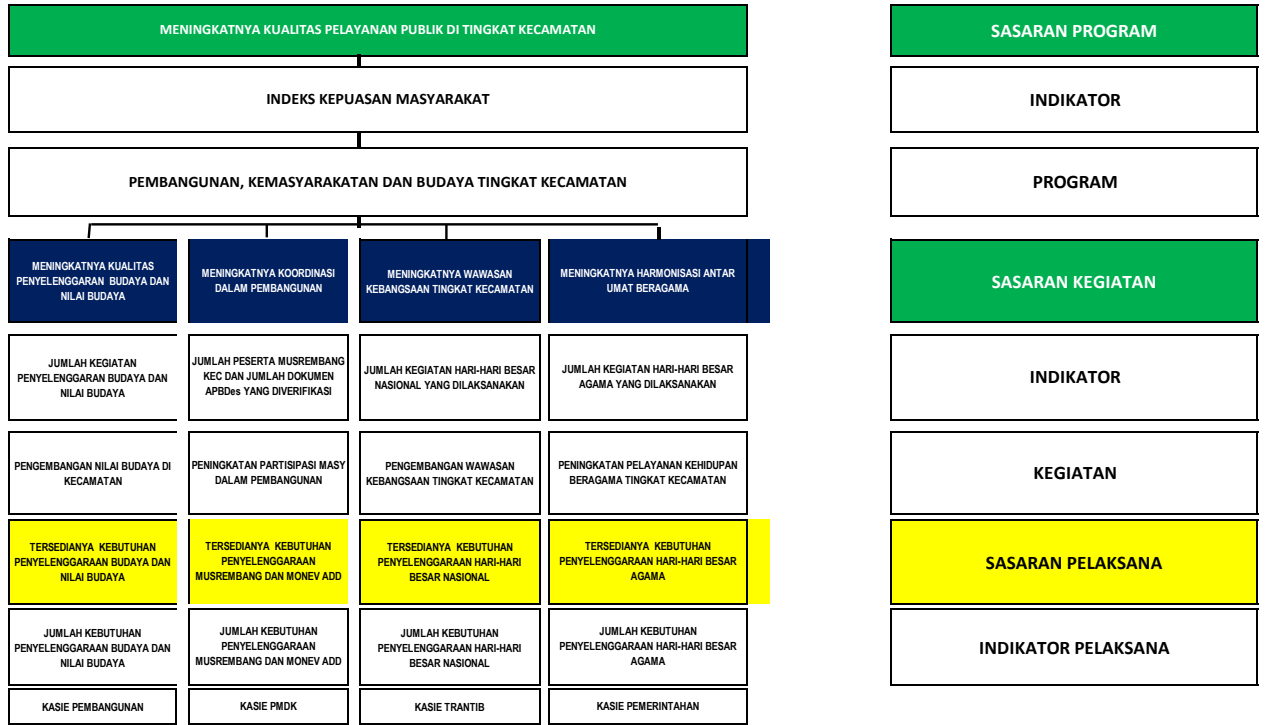 MENINGKATNYA KUALITAS PELAYANAN PUBLIK DI TINGKAT KECAMATAN
SASARAN PROGRAM
INDEKS KEPUASAN MASYARAKAT
INDIKATOR
PEMBANGUNAN, KEMASYARAKATAN DAN BUDAYA TINGKAT KECAMATAN
PROGRAM
MENINGKATNYA KUALITAS
PENYELENGGARAN BUDAYA DAN
NILAI BUDAYA
MENINGKATNYA KOORDINASI
DALAM PEMBANGUNAN
MENINGKATNYA WAWASAN
KEBANGSAAN TINGKAT KECAMATAN
MENINGKATNYA HARMONISASI ANTAR
UMAT BERAGAMA
SASARAN KEGIATAN
JUMLAH KEGIATAN
PENYELENGGARAN BUDAYA DAN
NILAI BUDAYA
JUMLAH PESERTA MUSREMBANG
KEC DAN JUMLAH DOKUMEN
APBDes YANG DIVERIFIKASI
JUMLAH KEGIATAN HARI-HARI BESAR
NASIONAL YANG DILAKSANAKAN
JUMLAH KEGIATAN HARI-HARI BESAR
AGAMA YANG DILAKSANAKAN
INDIKATOR
PENGEMBANGAN NILAI BUDAYA DI
KECAMATAN
PENINGKATAN PARTISIPASI MASY
DALAM PEMBANGUNAN
PENGEMBANGAN WAWASAN
KEBANGSAAN TINGKAT KECAMATAN
PENINGKATAN PELAYANAN KEHIDUPAN
BERAGAMA TINGKAT KECAMATAN
KEGIATAN
TERSEDIANYA KEBUTUHAN
PENYELENGGARAAN BUDAYA DAN
NILAI BUDAYA
TERSEDIANYA KEBUTUHAN
PENYELENGGARAAN
MUSREMBANG DAN MONEV ADD
TERSEDIANYA KEBUTUHAN
PENYELENGGARAAN HARI-HARI
BESAR NASIONAL
TERSEDIANYA KEBUTUHAN
PENYELENGGARAAN HARI-HARI BESAR
AGAMA
SASARAN PELAKSANA
JUMLAH KEBUTUHAN
PENYELENGGARAAN BUDAYA DAN
NILAI BUDAYA
JUMLAH KEBUTUHAN
PENYELENGGARAAN
MUSREMBANG DAN MONEV ADD
JUMLAH KEBUTUHAN
PENYELENGGARAAN HARI-HARI
BESAR NASIONAL
JUMLAH KEBUTUHAN
PENYELENGGARAAN HARI-HARI BESAR
AGAMA
INDIKATOR PELAKSANA
KASIE PEMBANGUNAN
KASIE PMDK
KASIE TRANTIB
KASIE PEMERINTAHAN